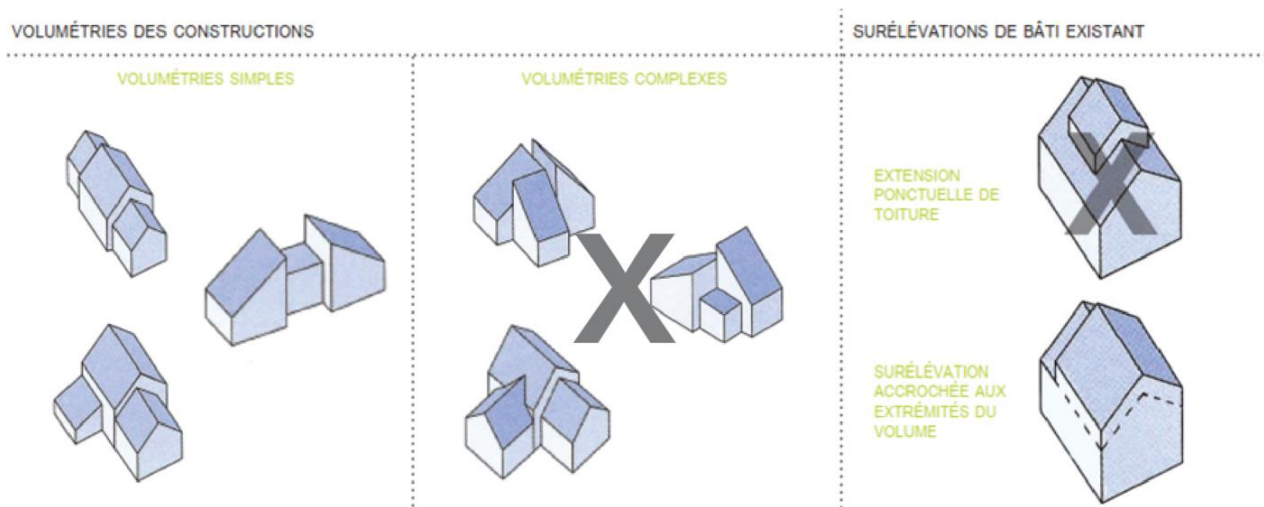 VOLUMÉTRIES DES CONSTRUCTIONS
SURÉLÉVATIONS DE BÂTI EXISTANT
VOLUMÉTRIES SIMPLES
VOLUMÉTRIES COMPLEXES
X
X
EXTENSION
PONCTUELLE DE
TOITURE
SURÉLÉVATION
ACCROCHÉE AUX
EXTRÉMITÉS DU
VOLUME